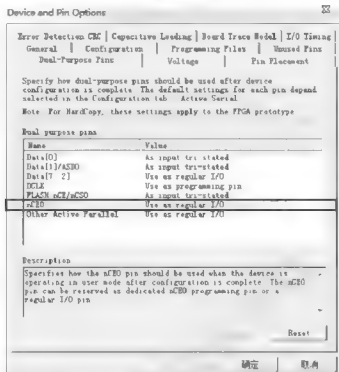 Device and Pin Options
Error Detection CRC | Capacitive Loading | Board Trace Model | I/O Timing
General | Configuration | Programming Files | Unused Pins
Dual-Purpose Pins | Voltage | Pin Placement
Specify how dual-purpose pins should be used after device
configuration is complete The default settings for each pin depend
selected in the Configuration tab Active Serial
Note For HardCopy, these settings apply to the FPGA prototype
Dual purpose pins
Name Value
Data[0] As input tri stated
Data[1]/ASDO As input tri-stated
Data[7 2] Use as regular I/O
DCLK Use as programming pin
FLASH nCE/nCSO As input tri-stated
nCEO Use as regular I/O
Other Active Parallel Use as regular I/O
Description
Specifies how the nCEO pin should be used when the device is
operating in user mode after configuration is complete The nCEO
pin can be reserved as dedicated nCEO programming pin or a
regular I/O pin
Reset
确定 取消